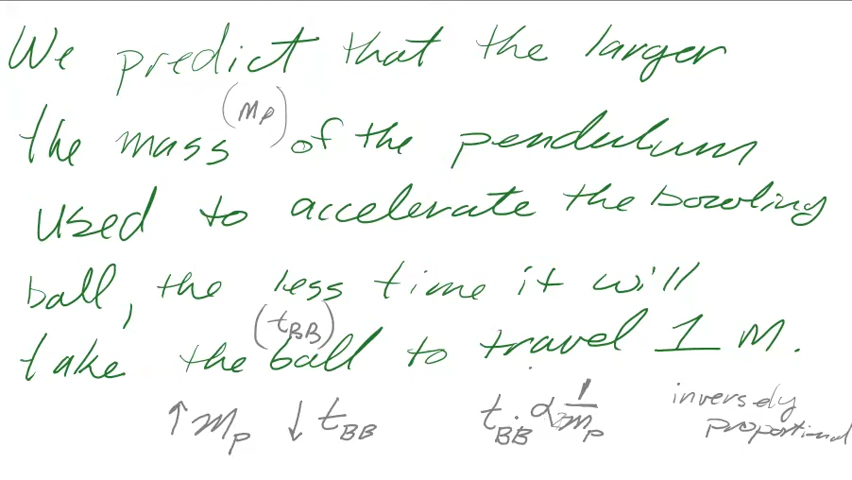 We predict that the larger
(mp)
the mass of the pendulum
used to accelerate the bowling
ball, the less time it will
(tBB)
take the ball to travel 1 m.
↑ mp ↓ tBB tBB ∝ 1/mp inversely
proportional